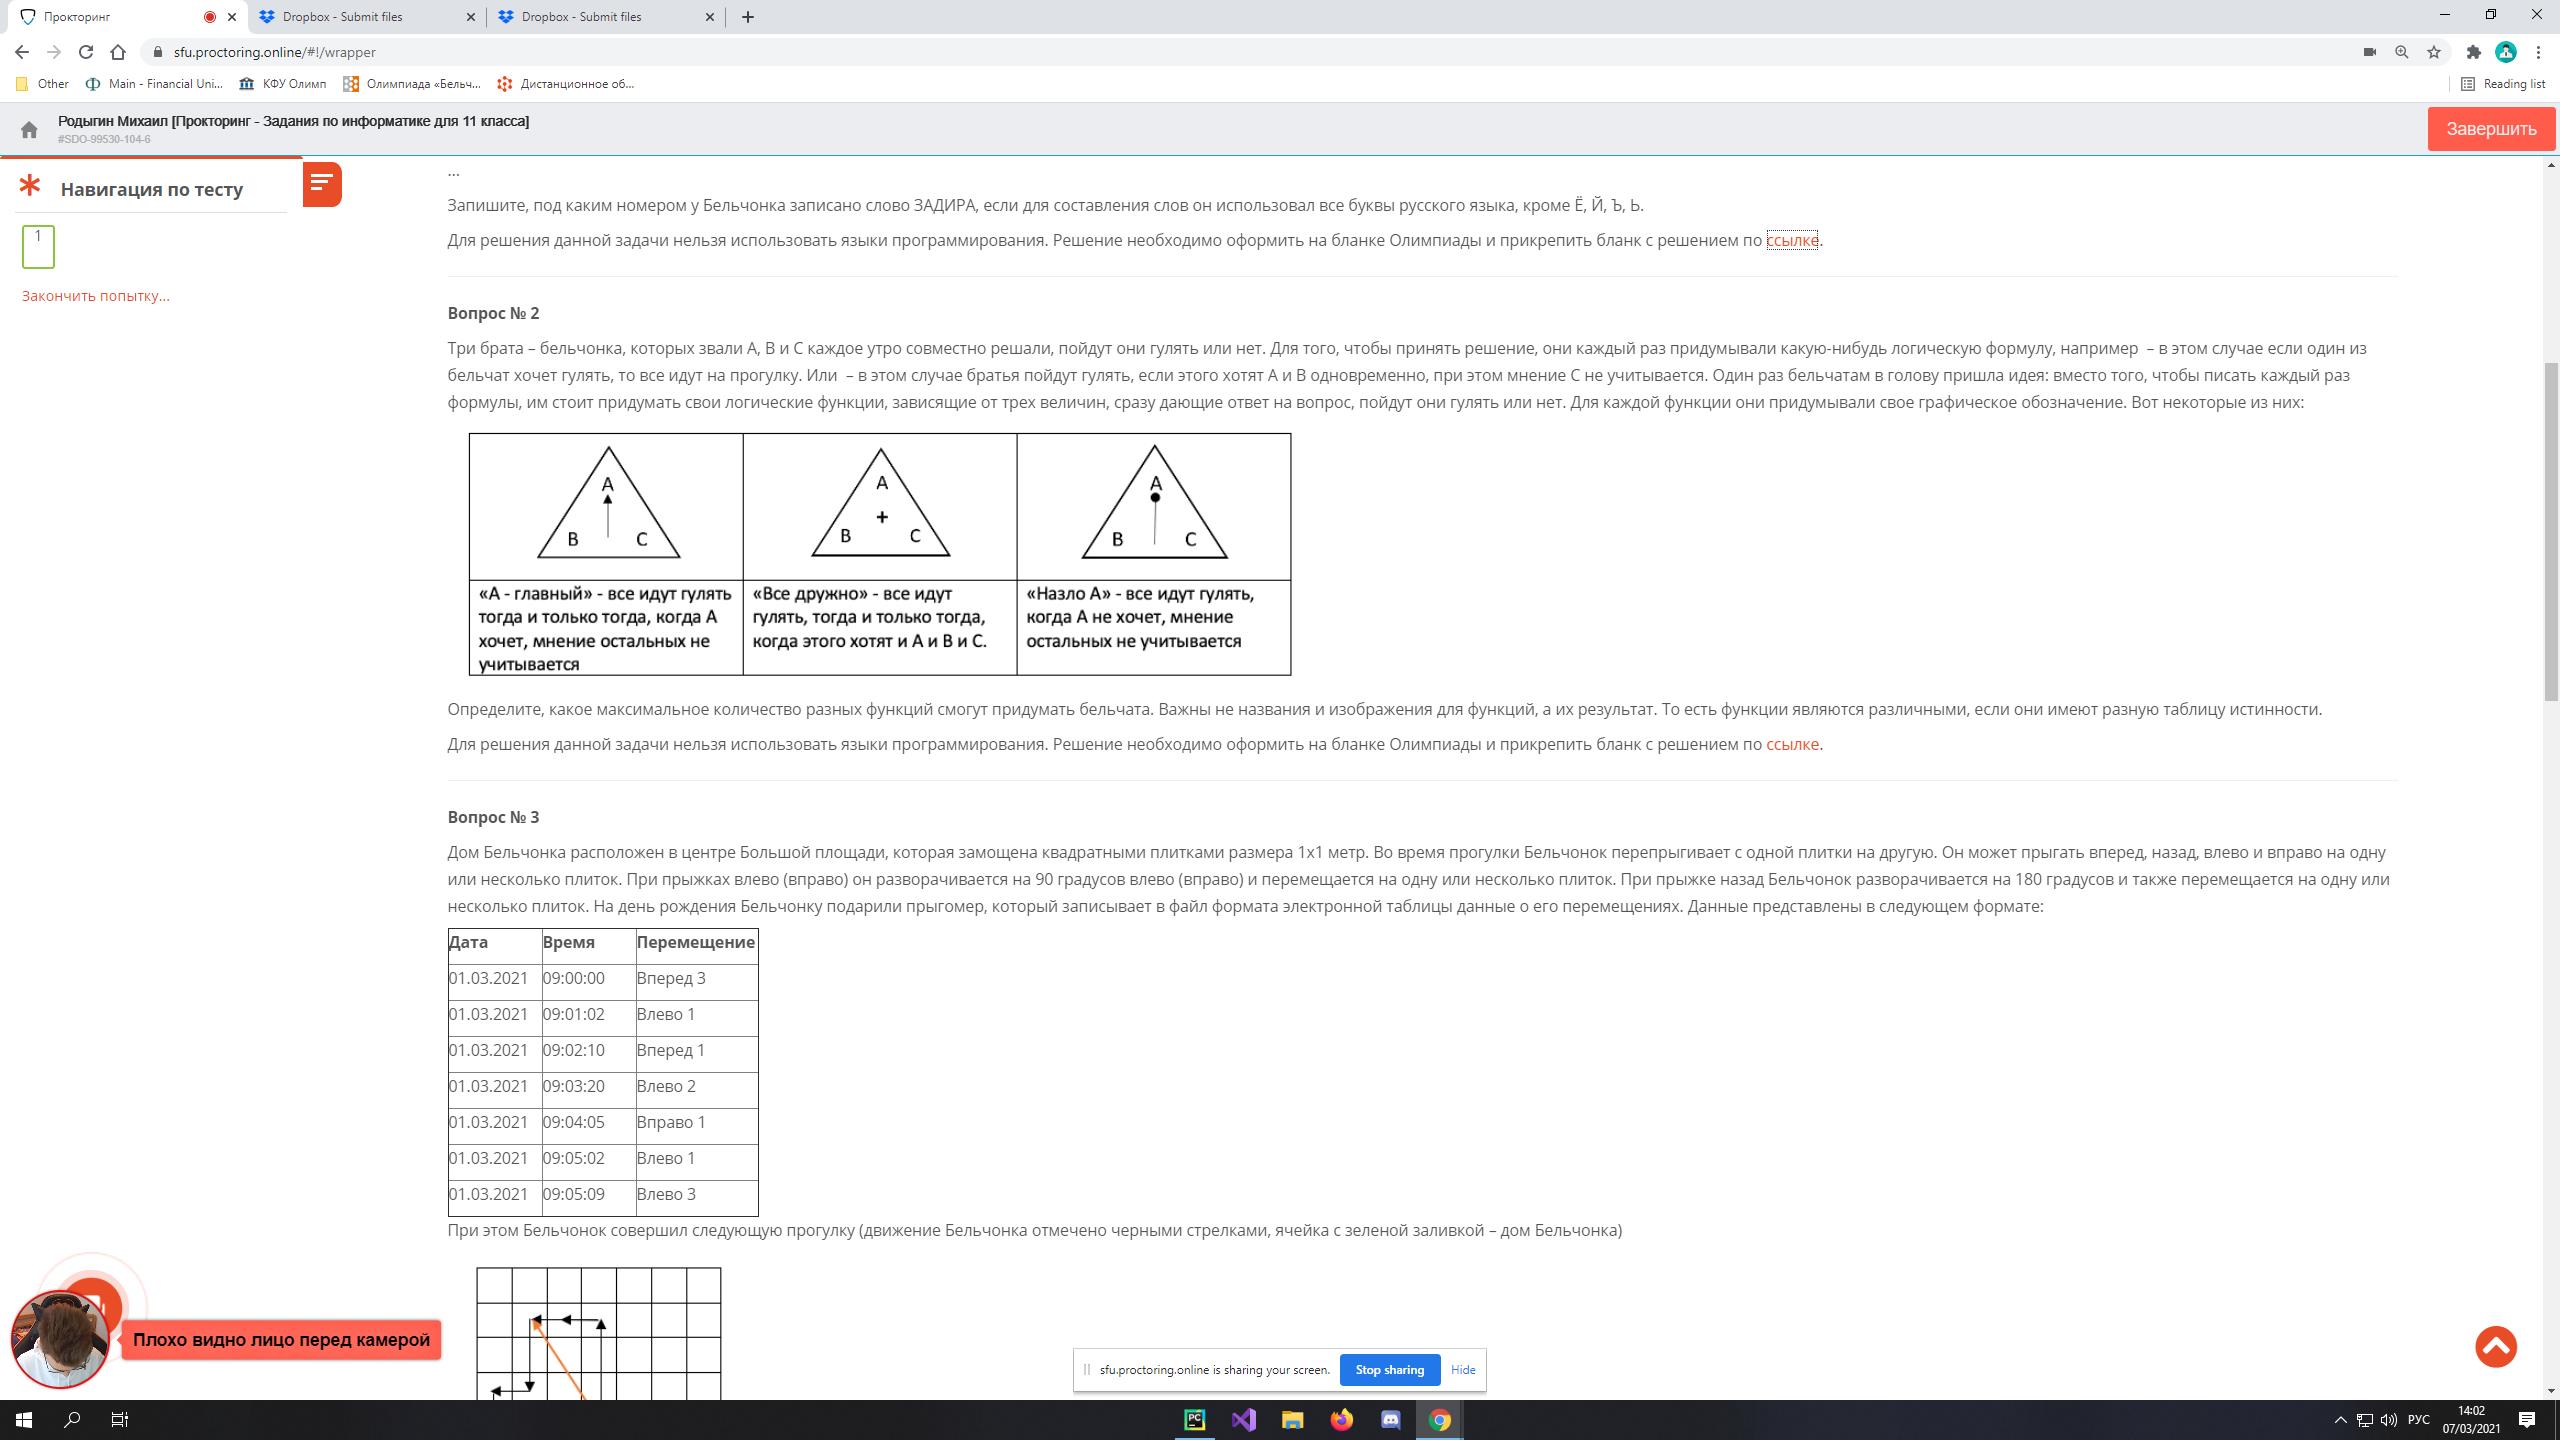 Прокторинг
Dropbox - Submit files
Dropbox - Submit files
sfu.proctoring.online/#!/wrapper
Other
Main - Financial Uni...
КФУ Олимп
Олимпиада «Бельч...
Дистанционное об...
Reading list
Родыгин Михаил [Прокторинг - Задания по информатике для 11 класса]
#SDO-99530-104-6
Завершить
Навигация по тесту
1
Закончить попытку...
...
Запишите, под каким номером у Бельчонка записано слово ЗАДИРА, если для составления слов он использовал все буквы русского языка, кроме Ё, Й, Ъ, Ь.
Для решения данной задачи нельзя использовать языки программирования. Решение необходимо оформить на бланке Олимпиады и прикрепить бланк с решением по ссылке.
Вопрос № 2
Три брата – бельчонка, которых звали А, В и С каждое утро совместно решали, пойдут они гулять или нет. Для того, чтобы принять решение, они каждый раз придумывали какую-нибудь логическую формулу, например – в этом случае если один из
бельчат хочет гулять, то все идут на прогулку. Или – в этом случае братья пойдут гулять, если этого хотят А и В одновременно, при этом мнение С не учитывается. Один раз бельчатам в голову пришла идея: вместо того, чтобы писать каждый раз
формулы, им стоит придумать свои логические функции, зависящие от трех величин, сразу дающие ответ на вопрос, пойдут они гулять или нет. Для каждой функции они придумывали свое графическое обозначение. Вот некоторые из них:
A B C
A + B C
A B C
«А - главный» - все идут гулять тогда и только тогда, когда А хочет, мнение остальных не учитывается
«Все дружно» - все идут гулять, тогда и только тогда, когда этого хотят и А и В и С.
«Назло А» - все идут гулять, когда А не хочет, мнение остальных не учитывается
Определите, какое максимальное количество разных функций смогут придумать бельчата. Важны не названия и изображения для функций, а их результат. То есть функции являются различными, если они имеют разную таблицу истинности.
Для решения данной задачи нельзя использовать языки программирования. Решение необходимо оформить на бланке Олимпиады и прикрепить бланк с решением по ссылке.
Вопрос № 3
Дом Бельчонка расположен в центре Большой площади, которая замощена квадратными плитками размера 1х1 метр. Во время прогулки Бельчонок перепрыгивает с одной плитки на другую. Он может прыгать вперед, назад, влево и вправо на одну
или несколько плиток. При прыжках влево (вправо) он разворачивается на 90 градусов влево (вправо) и перемещается на одну или несколько плиток. При прыжке назад Бельчонок разворачивается на 180 градусов и также перемещается на одну или
несколько плиток. На день рождения Бельчонку подарили прыгомер, который записывает в файл формата электронной таблицы данные о его перемещениях. Данные представлены в следующем формате:
Дата Время Перемещение
01.03.2021 09:00:00 Вперед 3
01.03.2021 09:01:02 Влево 1
01.03.2021 09:02:10 Вперед 1
01.03.2021 09:03:20 Влево 2
01.03.2021 09:04:05 Вправо 1
01.03.2021 09:05:02 Влево 1
01.03.2021 09:05:09 Влево 3
При этом Бельчонок совершил следующую прогулку (движение Бельчонка отмечено черными стрелками, ячейка с зеленой заливкой – дом Бельчонка)
Плохо видно лицо перед камерой
sfu.proctoring.online is sharing your screen.
Stop sharing
Hide
PC
РУС
14:02
07/03/2021